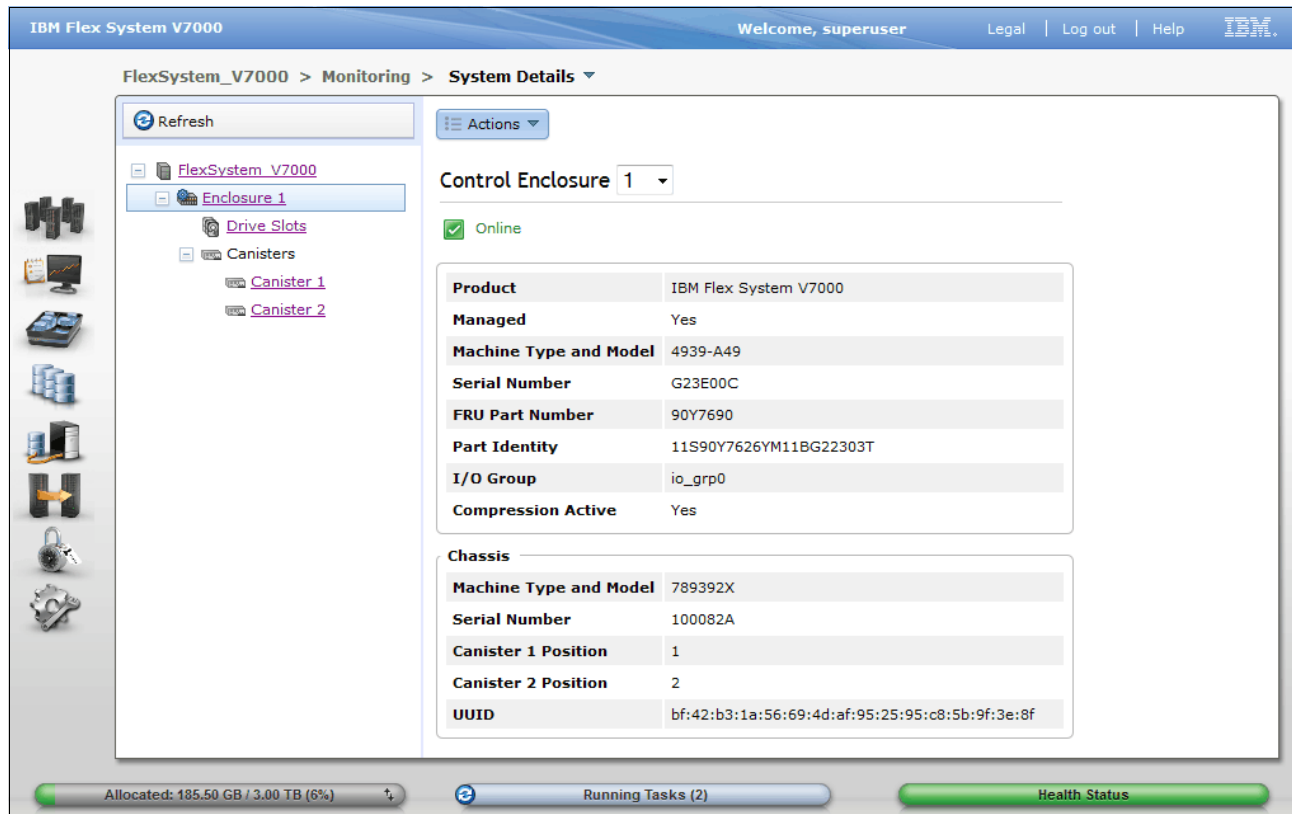 IBM Flex System V7000 Welcome, superuser Legal | Log out | Help IBM.
FlexSystem_V7000 > Monitoring > System Details
Refresh
Actions
FlexSystem_V7000
Enclosure 1
Drive Slots
Canisters
Canister 1
Canister 2
Control Enclosure 1
Online
Product IBM Flex System V7000
Managed Yes
Machine Type and Model 4939-A49
Serial Number G23E00C
FRU Part Number 90Y7690
Part Identity 11S90Y7626YM11BG22303T
I/O Group io_grp0
Compression Active Yes
Chassis
Machine Type and Model 789392X
Serial Number 100082A
Canister 1 Position 1
Canister 2 Position 2
UUID bf:42:b3:1a:56:69:4d:af:95:25:95:c8:5b:9f:3e:8f
Allocated: 185.50 GB / 3.00 TB (6%) Running Tasks (2) Health Status